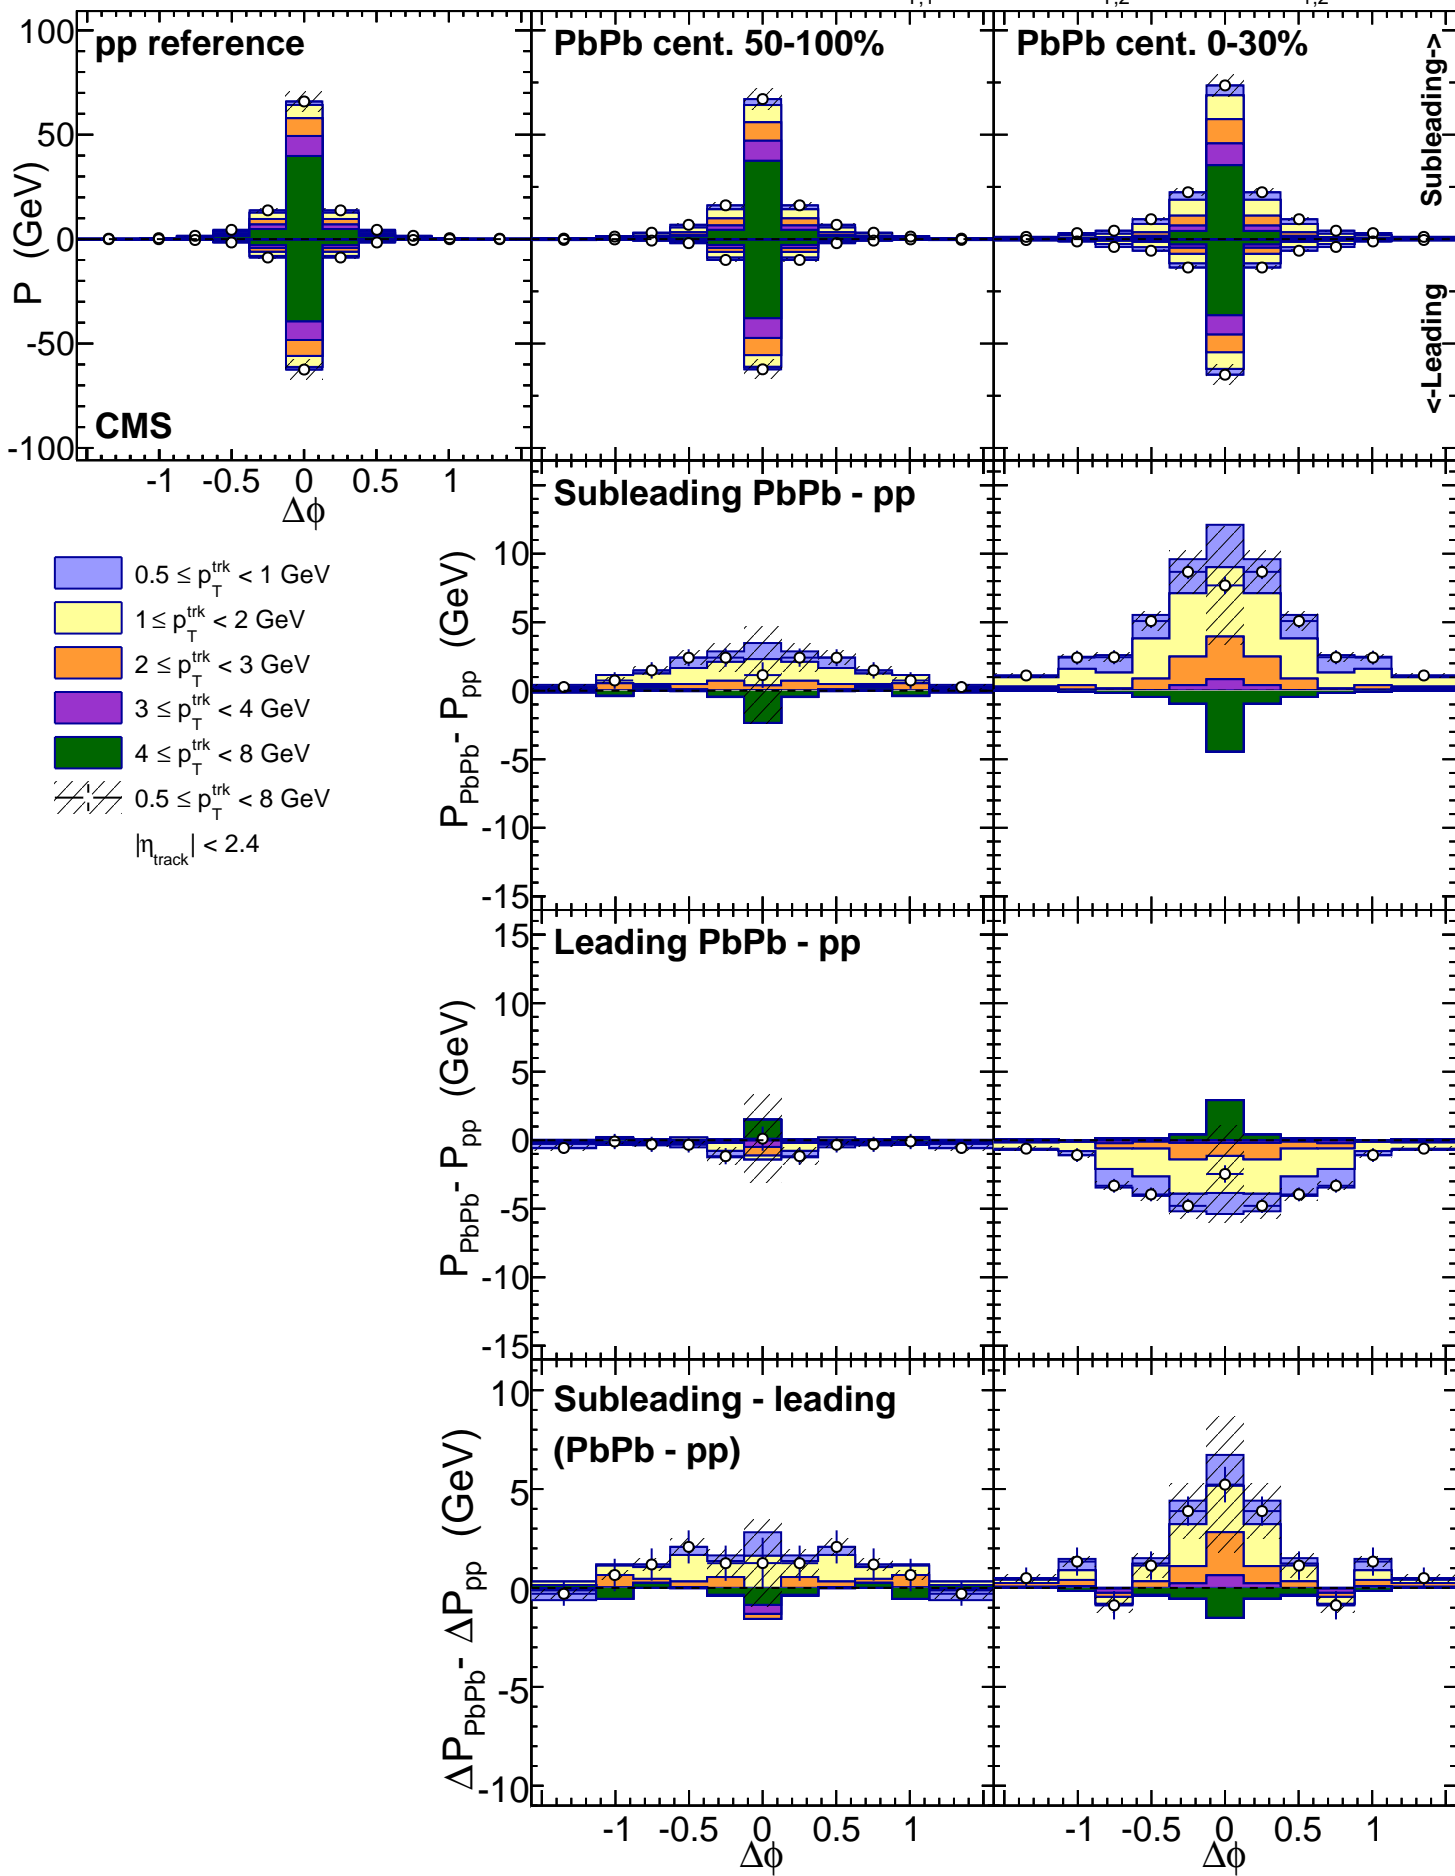 T,1 T,2 T,2
pp reference
PbPb cent. 50-100%
PbPb cent. 0-30%
Subleading->
<-Leading
P (GeV)
100
50
0
-50
-100
CMS
-1 -0.5 0 0.5 1
Δϕ
0.5 ≤ p_T^trk < 1 GeV
1 ≤ p_T^trk < 2 GeV
2 ≤ p_T^trk < 3 GeV
3 ≤ p_T^trk < 4 GeV
4 ≤ p_T^trk < 8 GeV
0.5 ≤ p_T^trk < 8 GeV
|η_track| < 2.4
Subleading PbPb - pp
P_PbPb - P_pp (GeV)
10
5
0
-5
-10
-15
Leading PbPb - pp
P_PbPb - P_pp (GeV)
15
10
5
0
-5
-10
-15
Subleading - leading
(PbPb - pp)
ΔP_PbPb - ΔP_pp (GeV)
10
5
0
-5
-10
-1 -0.5 0 0.5 1
Δϕ
-1 -0.5 0 0.5 1
Δϕ